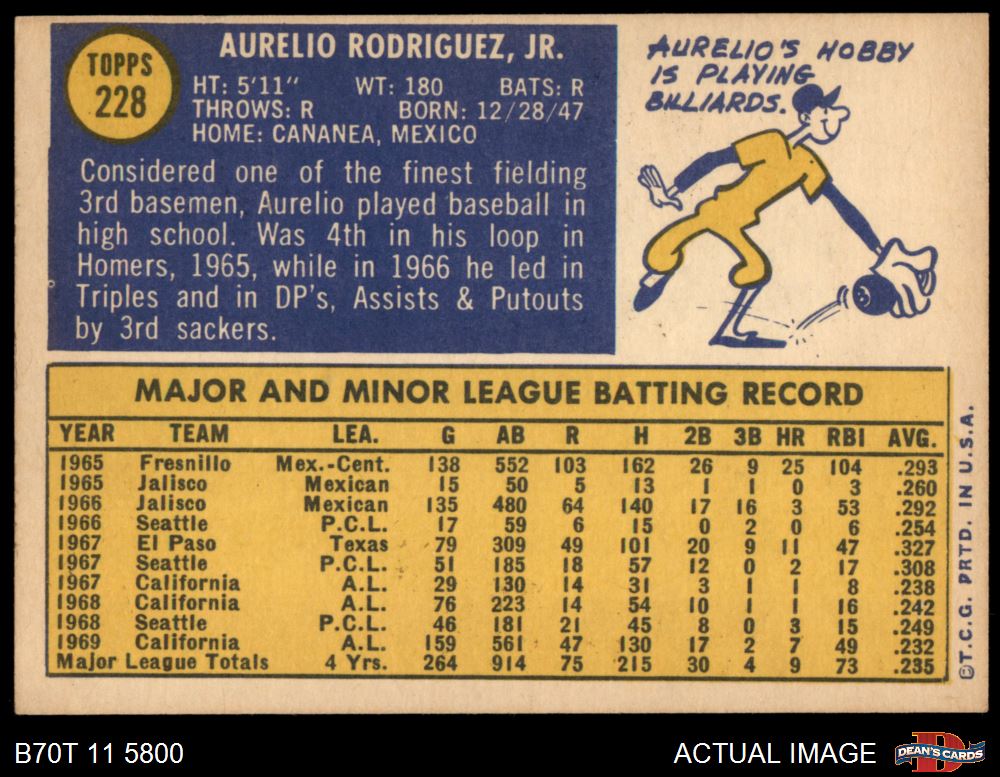 TOPPS
228
AURELIO RODRIGUEZ, JR.
HT: 5'11" WT: 180 BATS: R
THROWS: R BORN: 12/28/47
HOME: CANANEA, MEXICO
Considered one of the finest fielding
3rd basemen, Aurelio played baseball in
high school. Was 4th in his loop in
Homers, 1965, while in 1966 he led in
Triples and in DP's, Assists & Putouts
by 3rd sackers.
AURELIO'S HOBBY
IS PLAYING
BILLIARDS.
MAJOR AND MINOR LEAGUE BATTING RECORD
YEAR TEAM LEA. G AB R H 2B 3B HR RBI AVG.
1965 Fresnillo Mex.-Cent. 138 552 103 162 26 9 25 104 .293
1965 Jalisco Mexican 15 50 5 13 1 1 0 3 .260
1966 Jalisco Mexican 135 480 64 140 17 16 3 53 .292
1966 Seattle P.C.L. 17 59 6 15 0 2 0 6 .254
1967 El Paso Texas 79 309 49 101 20 9 11 47 .327
1967 Seattle P.C.L. 51 185 18 57 12 0 2 17 .308
1967 California A.L. 29 130 14 31 3 1 1 8 .238
1968 California A.L. 76 223 14 54 10 1 1 16 .242
1968 Seattle P.C.L. 46 181 21 45 8 0 3 15 .249
1969 California A.L. 159 561 47 130 17 2 7 49 .232
Major League Totals 4 Yrs. 264 914 75 215 30 4 9 73 .235
©T.C.G. PRTD. IN U.S.A.
B70T 11 5800
ACTUAL IMAGE
D
DEAN'S CARDS